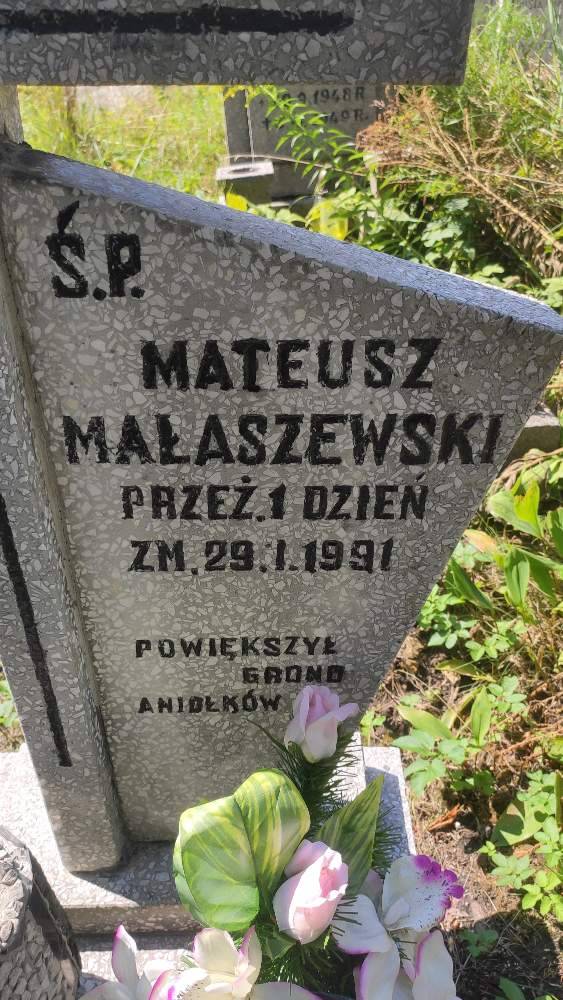 Ś.P.
MATEUSZ
MAŁASZEWSKI
PRZEŻ.1 DZIEŃ
ZM.29.I.1991
POWIĘKSZYŁ
GRONO
ANIOŁKÓW